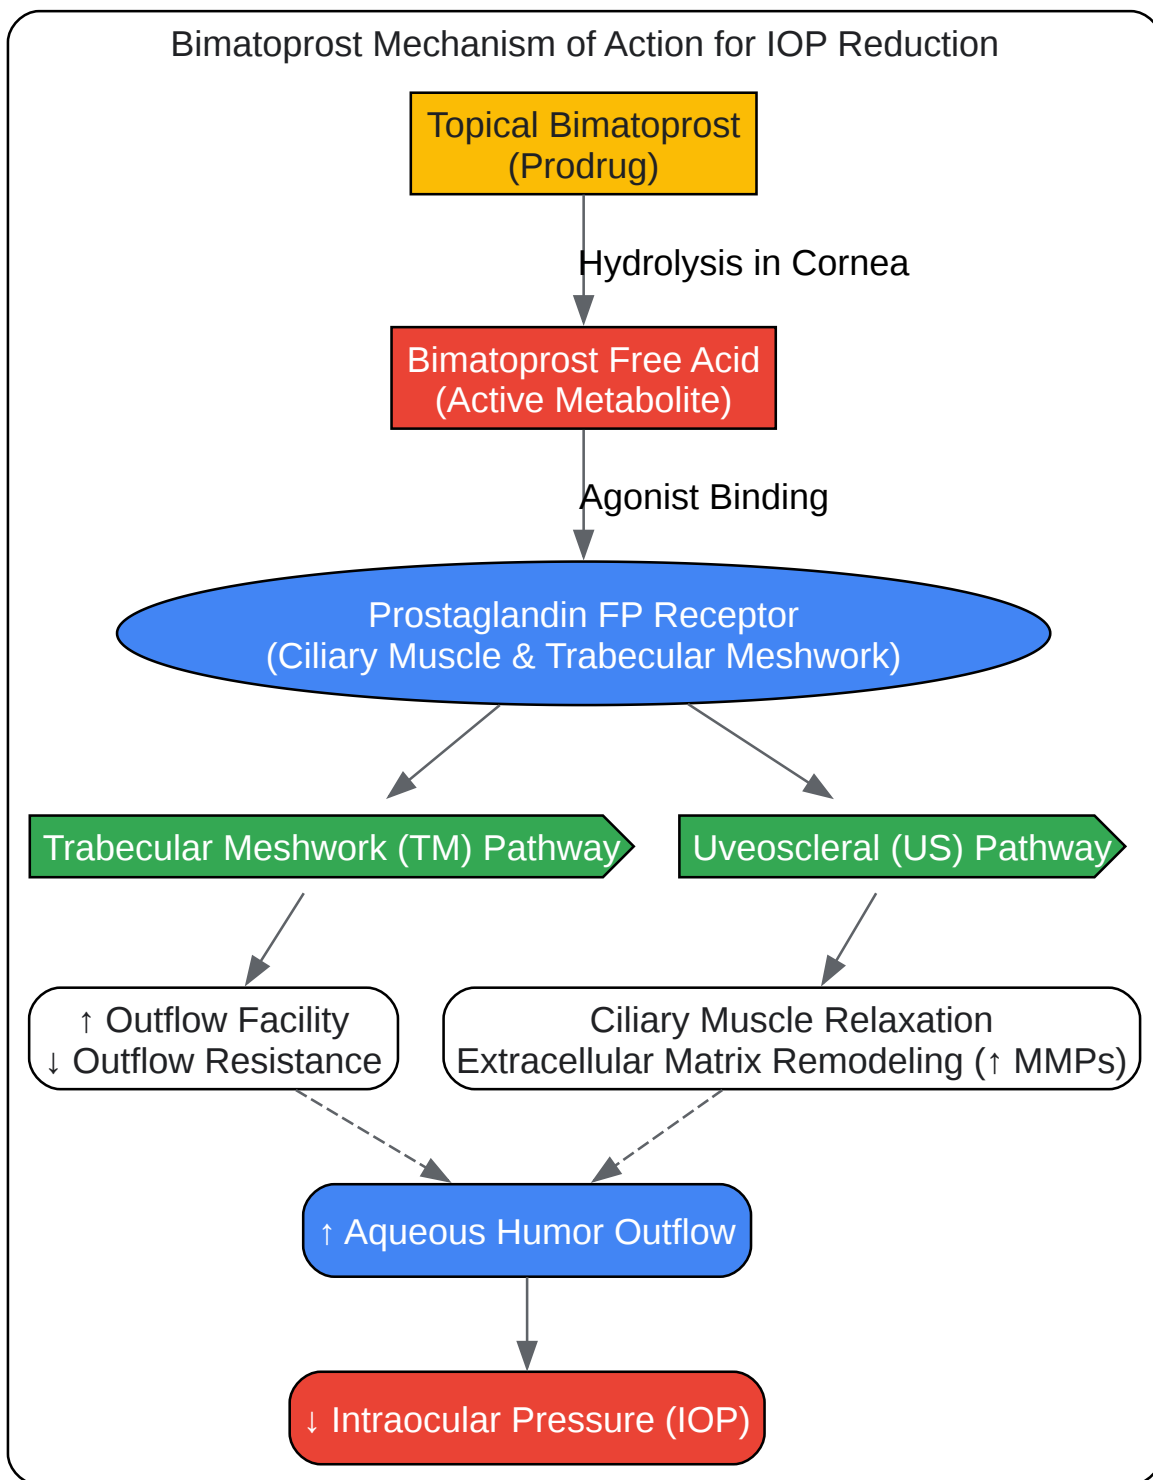 Bimatoprost Mechanism of Action for IOP Reduction
Topical Bimatoprost
(Prodrug)
Hydrolysis in Cornea
Bimatoprost Free Acid
(Active Metabolite)
Agonist Binding
Prostaglandin FP Receptor
(Ciliary Muscle & Trabecular Meshwork)
Trabecular Meshwork (TM) Pathway
Uveoscleral (US) Pathway
↑ Outflow Facility
↓ Outflow Resistance
Ciliary Muscle Relaxation
Extracellular Matrix Remodeling (↑ MMPs)
↑ Aqueous Humor Outflow
↓ Intraocular Pressure (IOP)